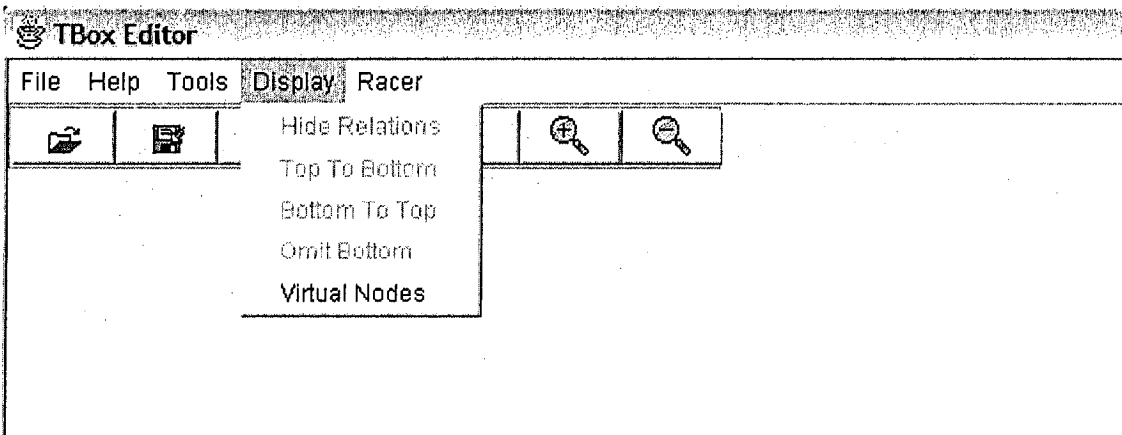 TBox Editor
File Help Tools Display Racer
Hide Relations
Top To Bottom
Bottom To Top
Omit Bottom
Virtual Nodes